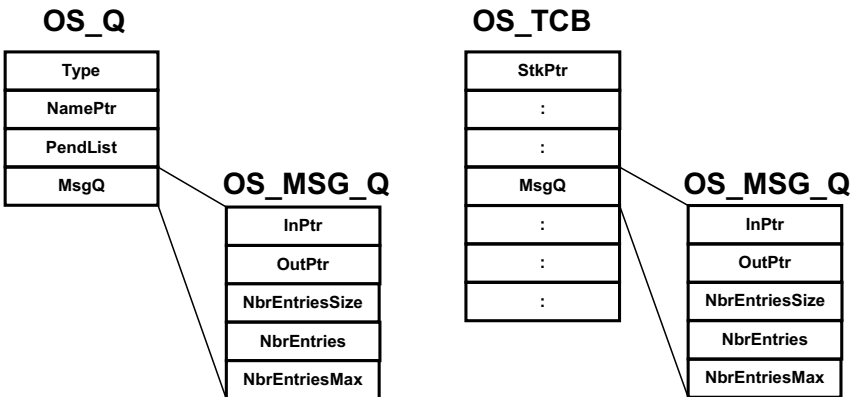 OS_Q
Type
NamePtr
PendList
MsgQ
OS_MSG_Q
InPtr
OutPtr
NbrEntriesSize
NbrEntries
NbrEntriesMax
OS_TCB
StkPtr
:
:
MsgQ
:
:
:
OS_MSG_Q
InPtr
OutPtr
NbrEntriesSize
NbrEntries
NbrEntriesMax